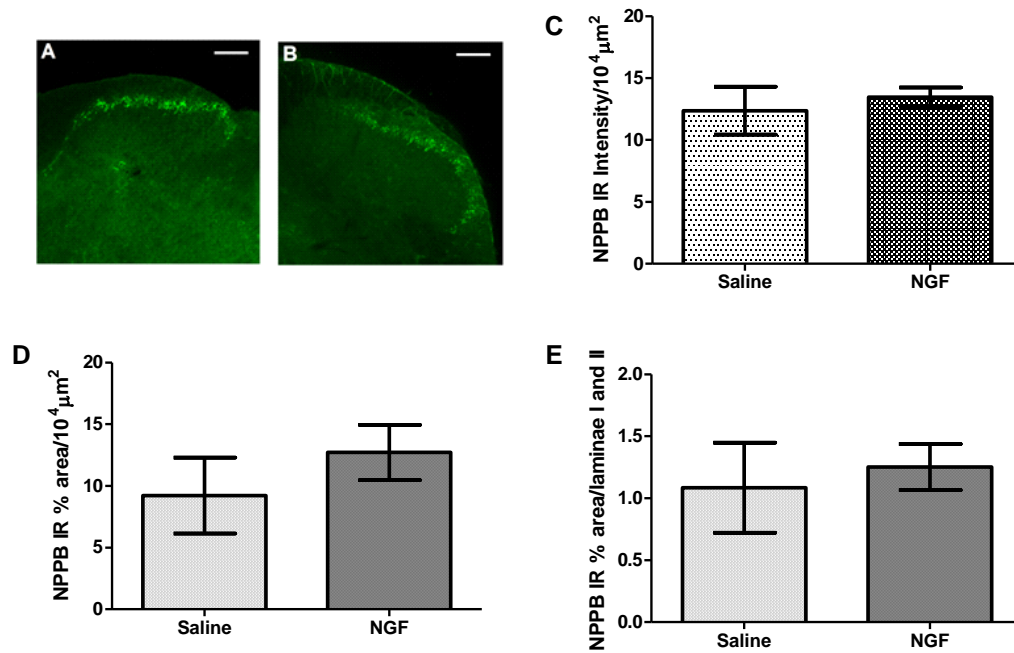 A
B
C
NPPB IR Intensity/10⁴μm²
20
15
10
5
0
Saline NGF
D
NPPB IR % area/10⁴μm²
20
15
10
5
0
Saline NGF
E
NPPB IR % area/laminae I and II
2.0
1.5
1.0
0.5
0.0
Saline NGF